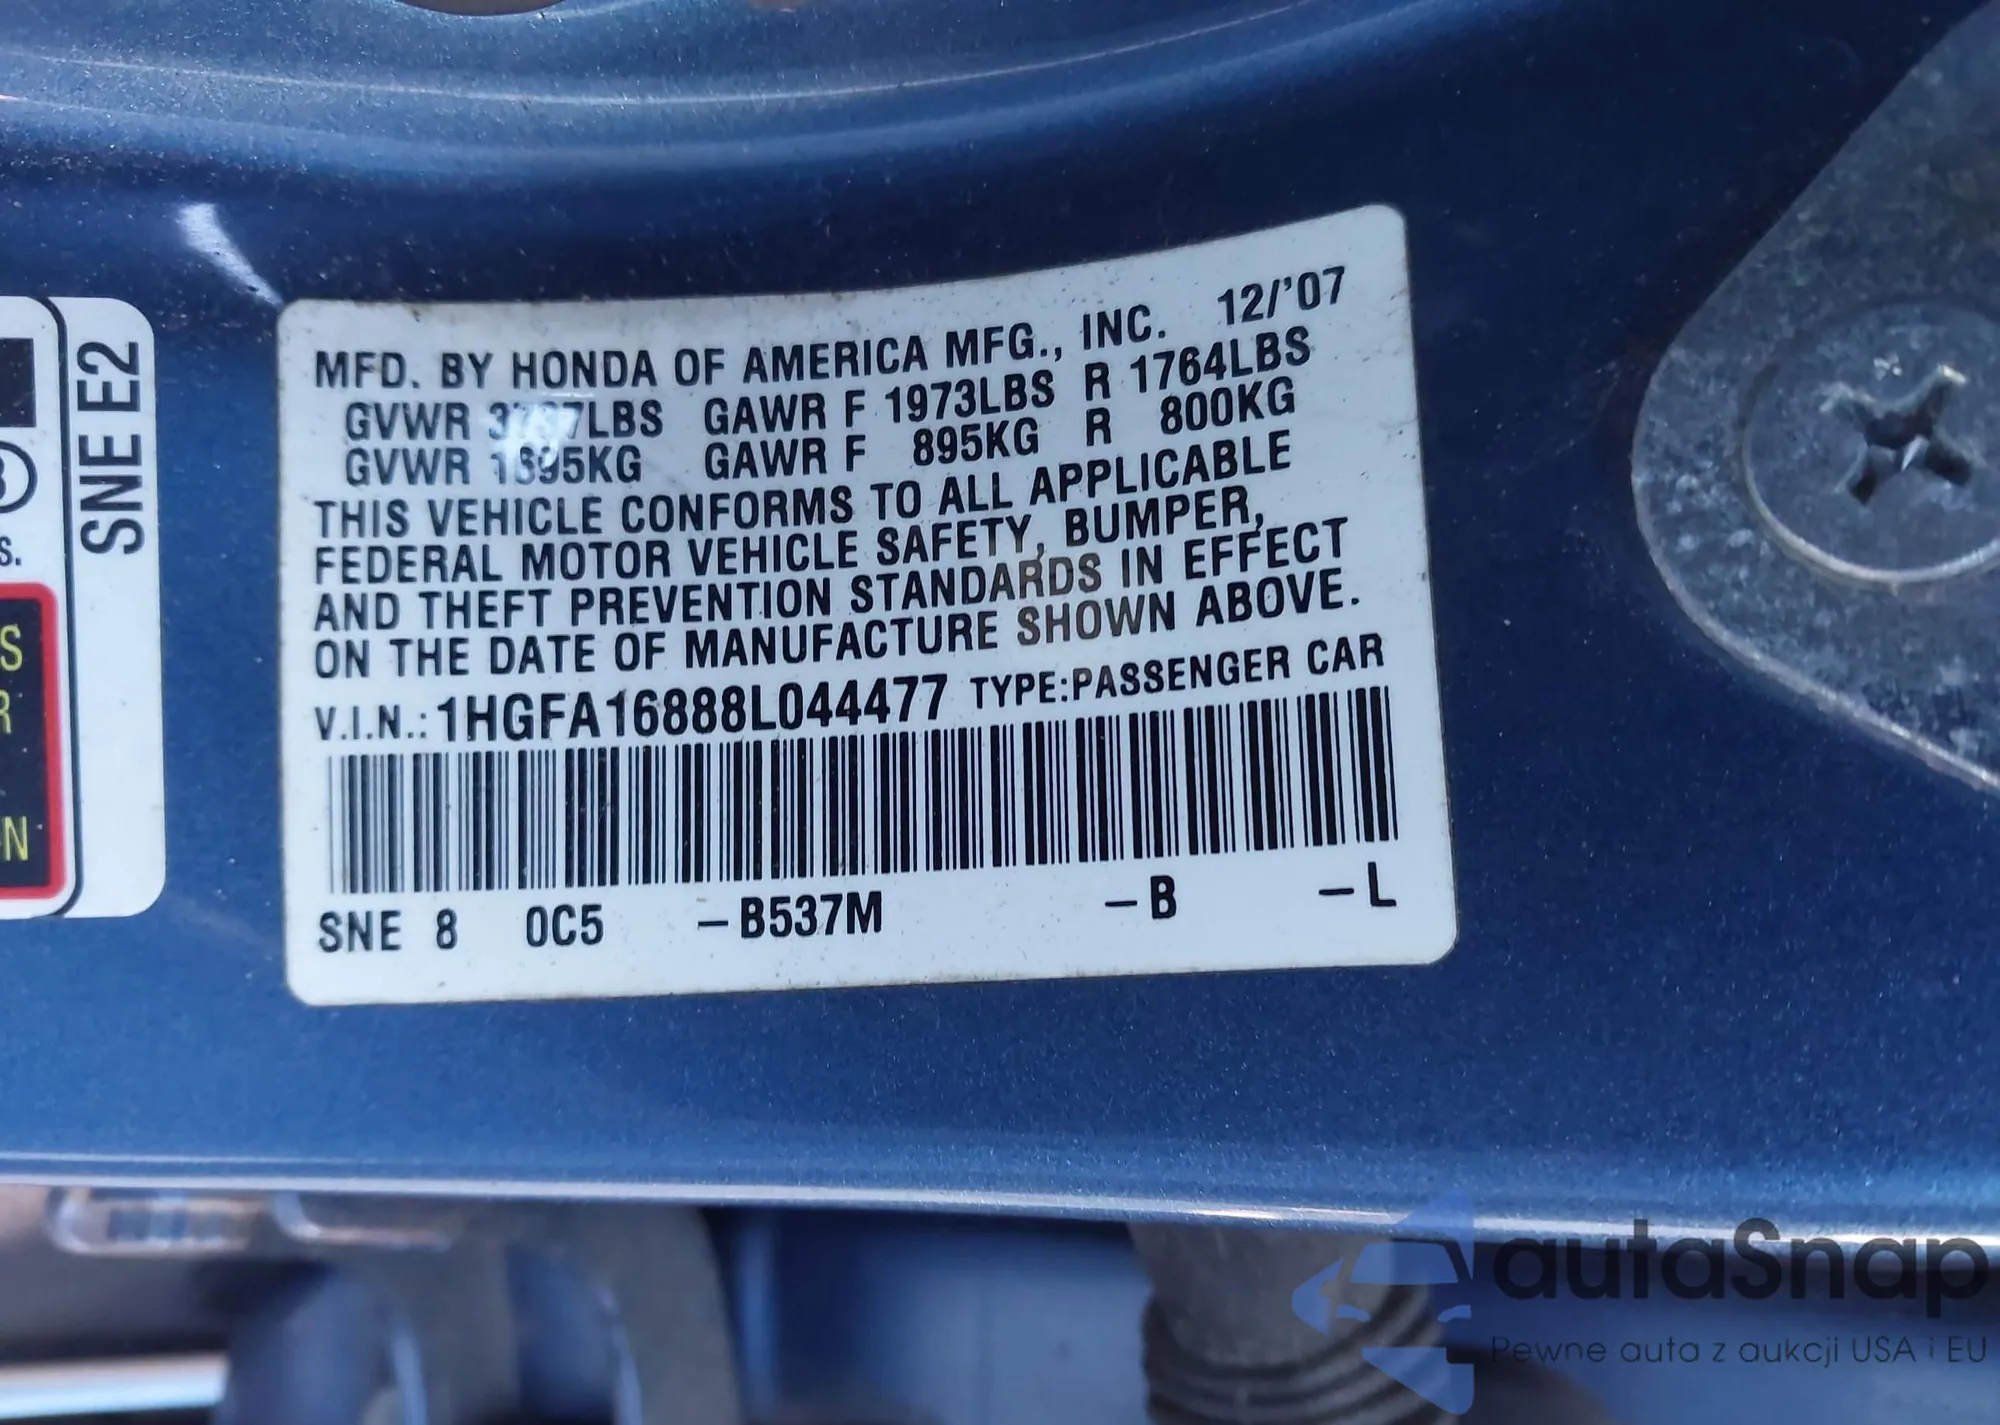 MFD. BY HONDA OF AMERICA MFG., INC. 12/'07
GVWR 3737LBS GAWR F 1973LBS R 1764LBS
GVWR 1695KG GAWR F 895KG R 800KG
THIS VEHICLE CONFORMS TO ALL APPLICABLE
FEDERAL MOTOR VEHICLE SAFETY, BUMPER,
AND THEFT PREVENTION STANDARDS IN EFFECT
ON THE DATE OF MANUFACTURE SHOWN ABOVE.
V.I.N.: 1HGFA16888L044477 TYPE:PASSENGER CAR
SNE 8 0C5 –B537M –B –L
SNE E2
S.
S
R
N
autaSnap
Pewne auta z aukcji USA i EU